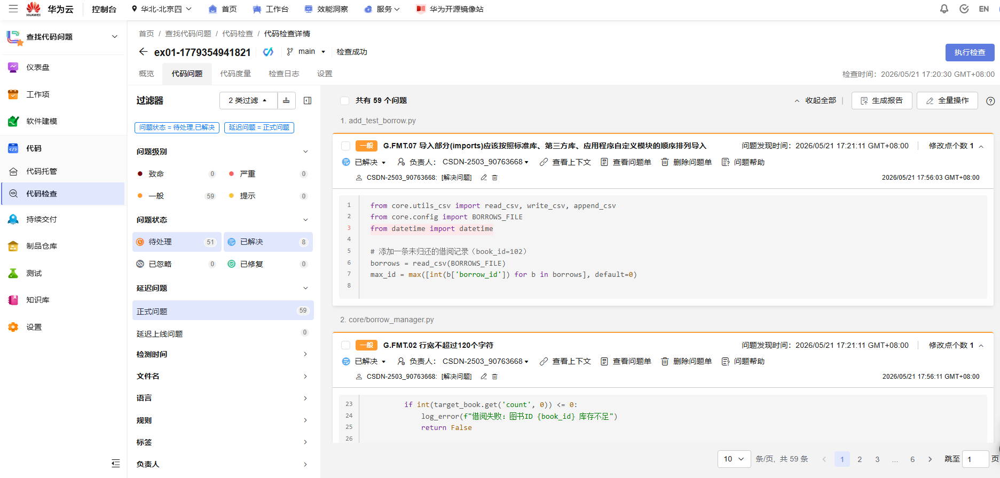 HUAWEI
华为云
控制台
华北-北京四
首页
工作台
效能洞察
服务
华为开源镜像站
EN
查找代码问题
仪表盘
工作项
软件建模
代码
代码托管
代码检查
持续交付
制品仓库
测试
知识库
设置
首页 / 查找代码问题 / 代码检查 / 代码检查详情
ex01-1779354941821
main
检查成功
执行检查
概览
代码问题
代码度量
检查日志
设置
检查时间：2026/05/21 17:20:30 GMT+08:00
过滤器
2 类过滤
问题状态 = 待处理,已解决
延迟问题 = 正式问题
问题级别
致命 0
严重 0
一般 59
提示 0
问题状态
待处理 51
已解决 8
已忽略 0
已修复 0
延迟问题
正式问题 59
延迟上线问题 0
检测时间
文件名
语言
规则
标签
负责人
共有 59 个问题
收起全部
生成报告
全量操作
1. add_test_borrow.py
一般 G.FMT.07 导入部分(imports)应该按照标准库、第三方库、应用程序自定义模块的顺序排列导入
问题发现时间：2026/05/21 17:21:11 GMT+08:00
修改点个数 1
已解决 负责人： CSDN-2503_90763668 查看上下文 查看问题单 删除问题单 问题帮助
CSDN-2503_90763668: [解决问题]
2026/05/21 17:56:03 GMT+08:00
1 from core.utils_csv import read_csv, write_csv, append_csv
2 from core.config import BORROWS_FILE
3 from datetime import datetime
4
5 # 添加一条未归还的借阅记录（book_id=102）
6 borrows = read_csv(BORROWS_FILE)
7 max_id = max([int(b['borrow_id']) for b in borrows], default=0)
8
2. core/borrow_manager.py
一般 G.FMT.02 行宽不超过120个字符
问题发现时间：2026/05/21 17:21:11 GMT+08:00
修改点个数 1
已解决 负责人： CSDN-2503_90763668 查看上下文 查看问题单 删除问题单 问题帮助
CSDN-2503_90763668: [解决问题]
2026/05/21 17:56:11 GMT+08:00
23 if int(target_book.get('count', 0)) <= 0:
24 log_error(f"借阅失败：图书ID {book_id} 库存不足")
25 return False
26
10 条/页, 共 59 条
1 2 3 ... 6
跳至 1 页